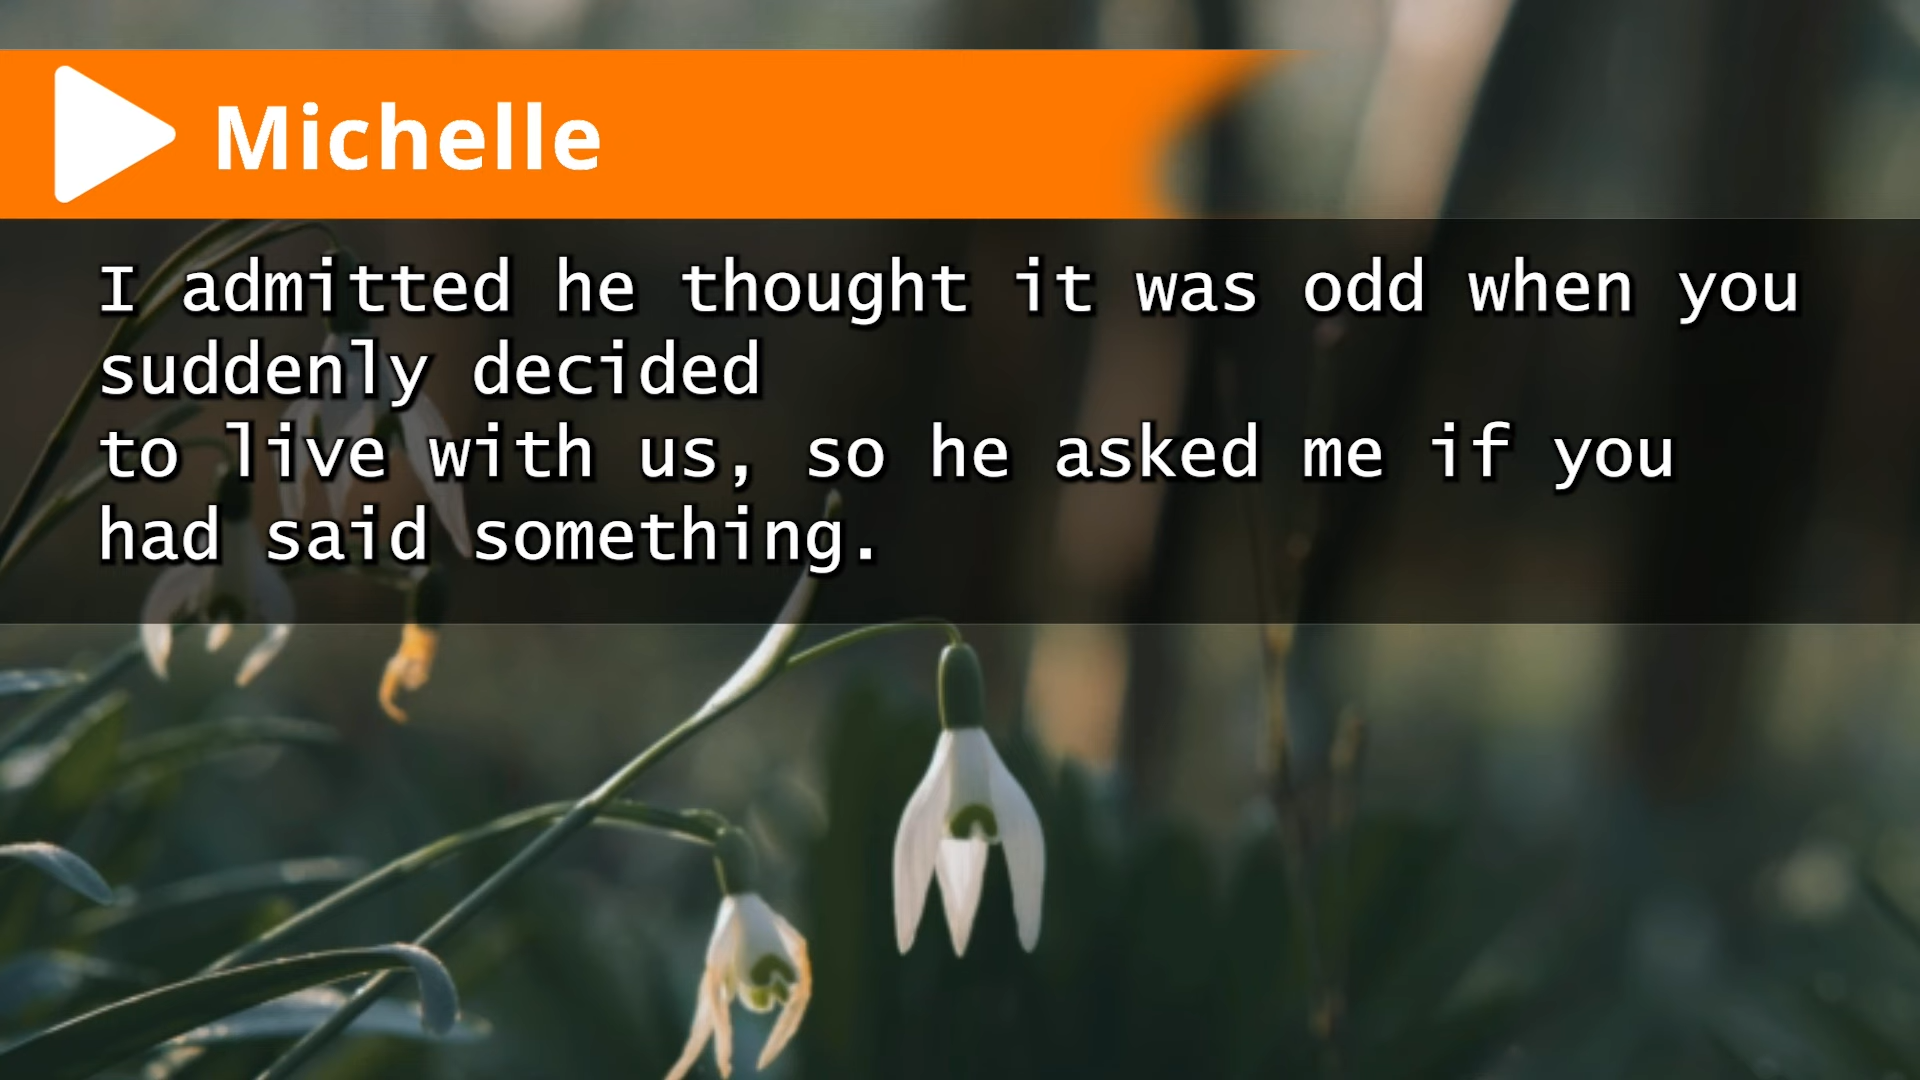 Michelle
I admitted he thought it was odd when you
suddenly decided
to live with us, so he asked me if you
had said something.